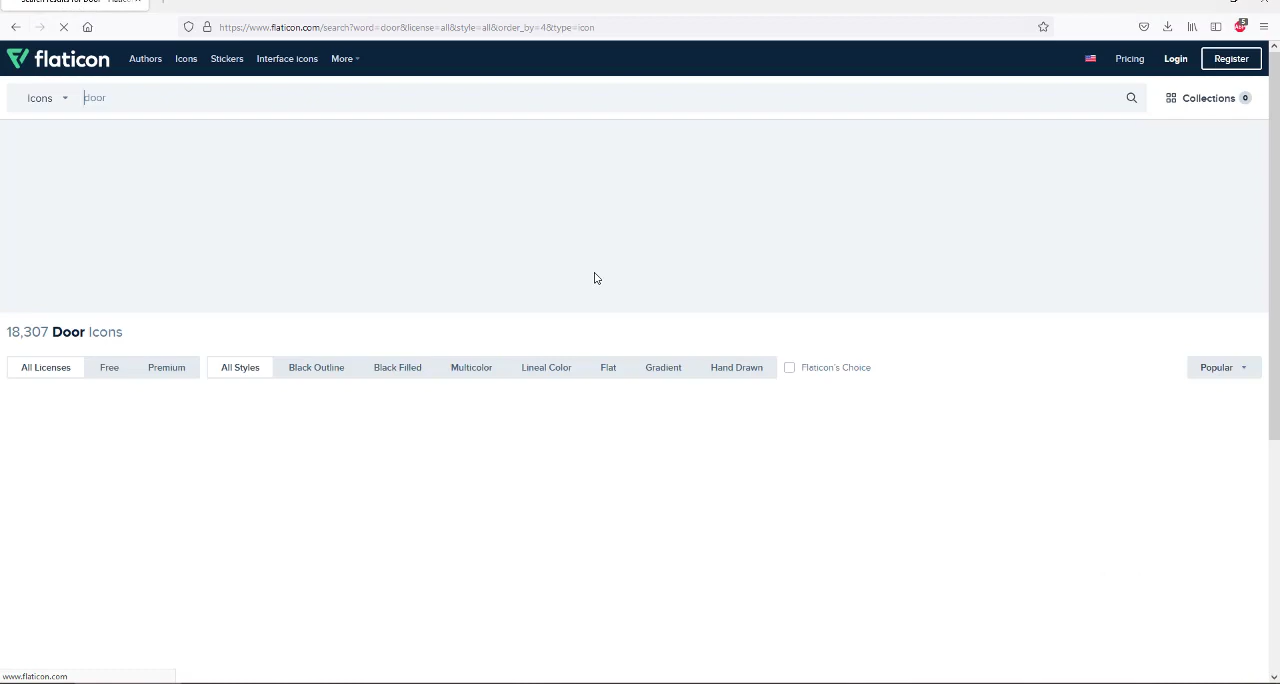 https://www.flaticon.com/search?word=door&license=all&style=all&order_by=4&type=icon
5
flaticon Authors Icons Stickers Interface icons More Pricing Login Register
Icons door Collections 0
18,307 Door Icons
All Licenses Free Premium All Styles Black Outline Black Filled Multicolor Lineal Color Flat Gradient Hand Drawn Flaticon's Choice Popular
www.flaticon.com